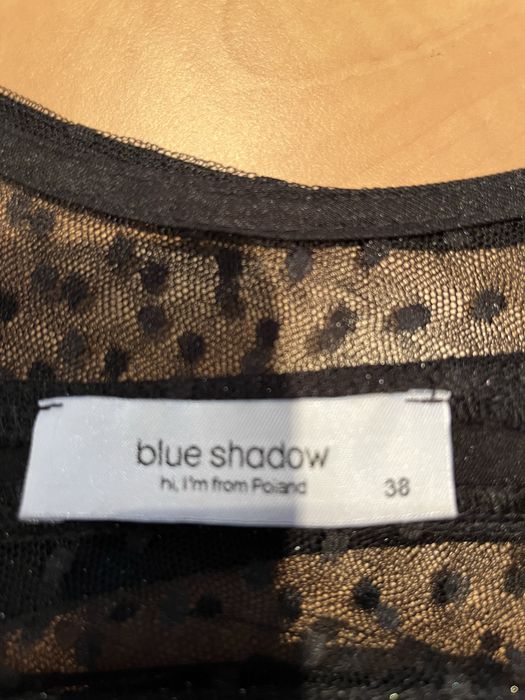 blue shadow
hi, I'm from Poland
38